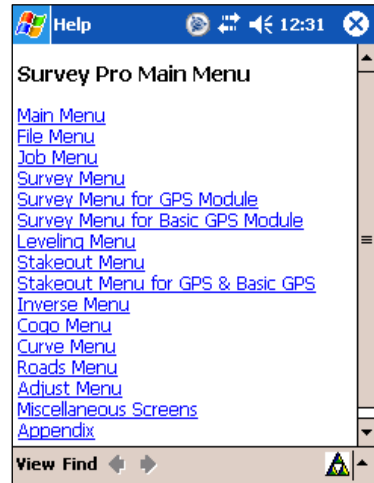 Help 12:31
Survey Pro Main Menu
Main Menu
File Menu
Job Menu
Survey Menu
Survey Menu for GPS Module
Survey Menu for Basic GPS Module
Leveling Menu
Stakeout Menu
Stakeout Menu for GPS & Basic GPS
Inverse Menu
Cogo Menu
Curve Menu
Roads Menu
Adjust Menu
Miscellaneous Screens
Appendix
View Find